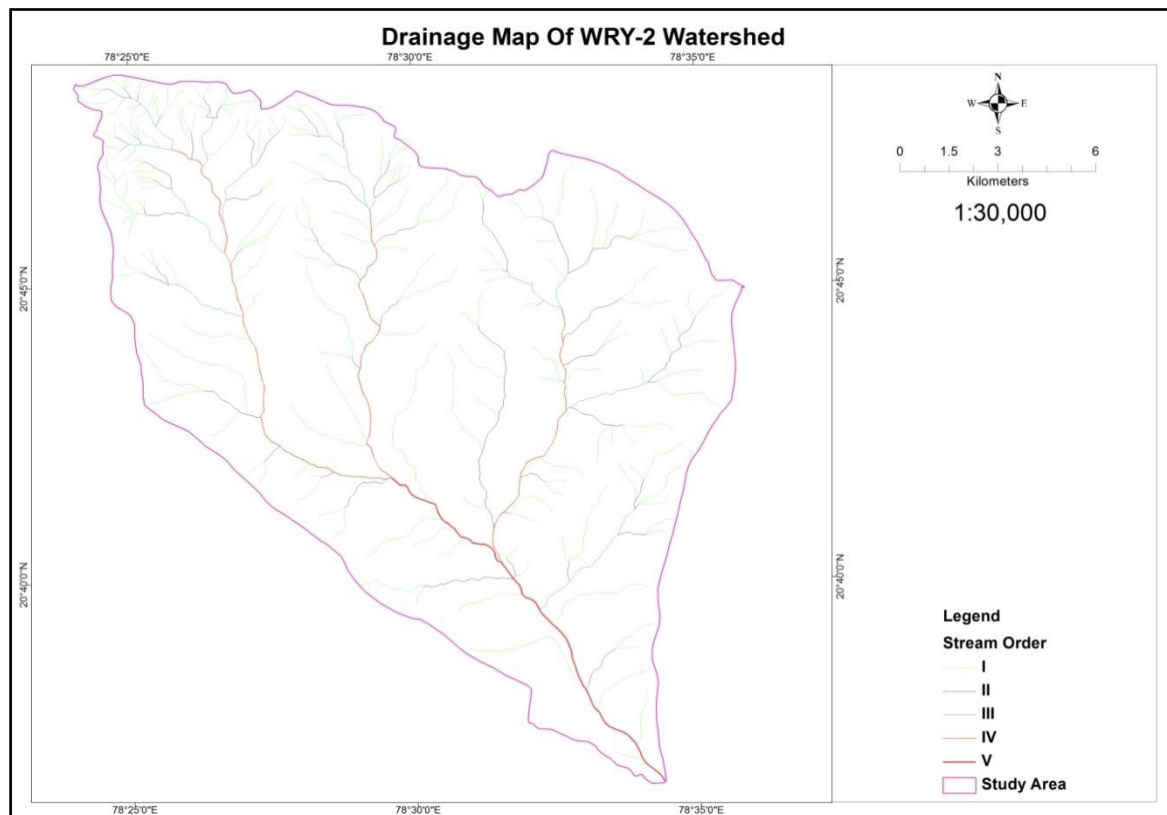 Drainage Map Of WRY-2 Watershed
78°25'0"E 78°30'0"E 78°35'0"E
N
W E
S
0 1.5 3 6
Kilometers
1:30,000
20°45'0"N 20°45'0"N
20°40'0"N 20°40'0"N
Legend
Stream Order
I
II
III
IV
V
Study Area
78°25'0"E 78°30'0"E 78°35'0"E